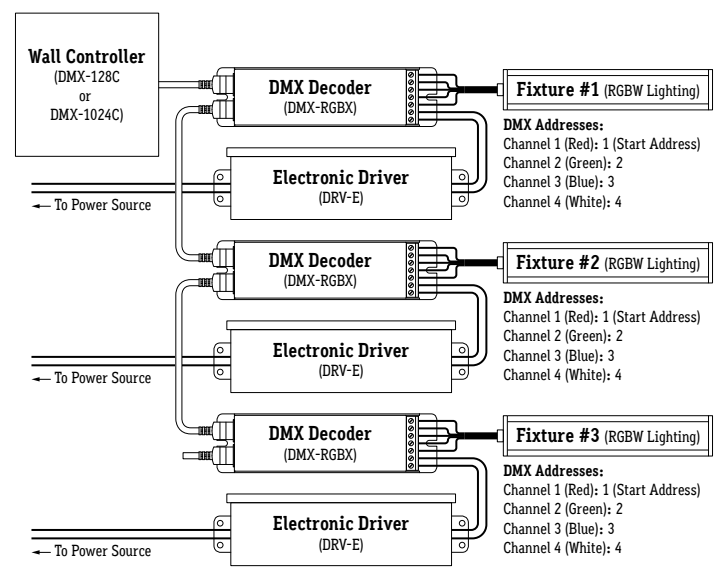 Wall Controller
(DMX-128C
or
DMX-1024C)
DMX Decoder
(DMX-RGBX)
Fixture #1 (RGBW Lighting)
DMX Addresses:
Channel 1 (Red): 1 (Start Address)
Channel 2 (Green): 2
Channel 3 (Blue): 3
Channel 4 (White): 4
Electronic Driver
(DRV-E)
← To Power Source
DMX Decoder
(DMX-RGBX)
Fixture #2 (RGBW Lighting)
DMX Addresses:
Channel 1 (Red): 1 (Start Address)
Channel 2 (Green): 2
Channel 3 (Blue): 3
Channel 4 (White): 4
Electronic Driver
(DRV-E)
← To Power Source
DMX Decoder
(DMX-RGBX)
Fixture #3 (RGBW Lighting)
DMX Addresses:
Channel 1 (Red): 1 (Start Address)
Channel 2 (Green): 2
Channel 3 (Blue): 3
Channel 4 (White): 4
Electronic Driver
(DRV-E)
← To Power Source